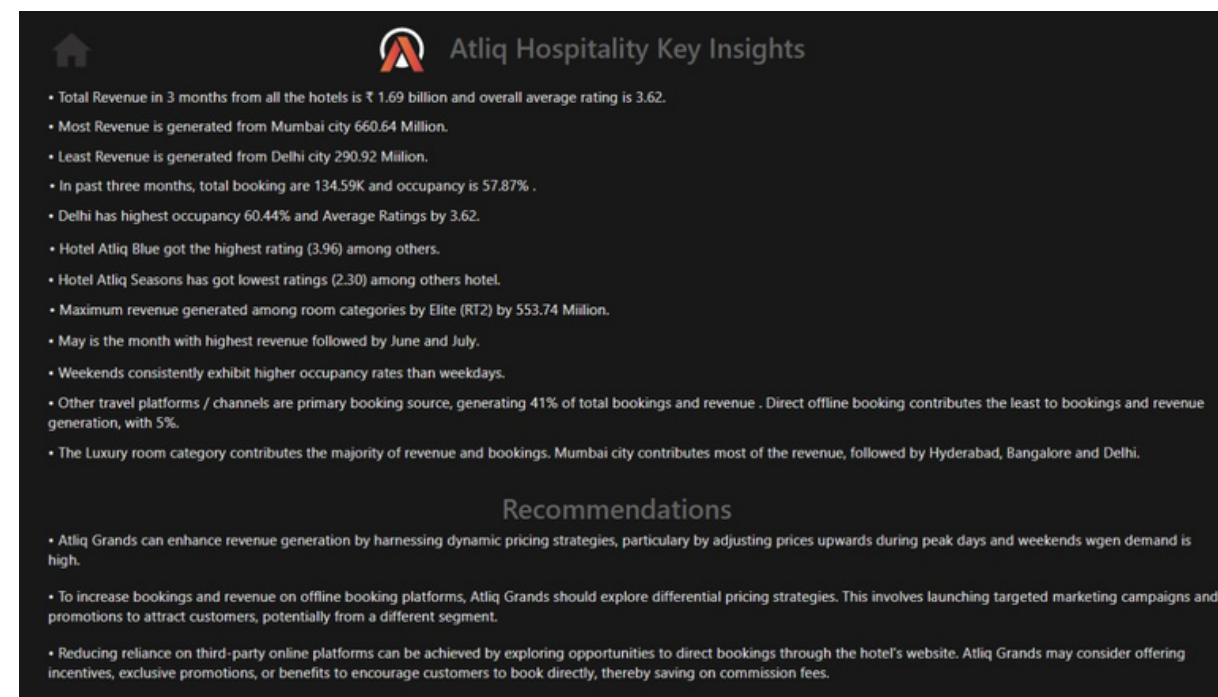 Atliq Hospitality Key Insights
• Total Revenue in 3 months from all the hotels is ₹ 1.69 billion and overall average rating is 3.62.
• Most Revenue is generated from Mumbai city 660.64 Million.
• Least Revenue is generated from Delhi city 290.92 Miilion.
• In past three months, total booking are 134.59K and occupancy is 57.87% .
• Delhi has highest occupancy 60.44% and Average Ratings by 3.62.
• Hotel Atliq Blue got the highest rating (3.96) among others.
• Hotel Atliq Seasons has got lowest ratings (2.30) among others hotel.
• Maximum revenue generated among room categories by Elite (RT2) by 553.74 Miilion.
• May is the month with highest revenue followed by June and July.
• Weekends consistently exhibit higher occupancy rates than weekdays.
• Other travel platforms / channels are primary booking source, generating 41% of total bookings and revenue . Direct offline booking contributes the least to bookings and revenue
generation, with 5%.
• The Luxury room category contributes the majority of revenue and bookings. Mumbai city contributes most of the revenue, followed by Hyderabad, Bangalore and Delhi.
Recommendations
• Atliq Grands can enhance revenue generation by harnessing dynamic pricing strategies, particulary by adjusting prices upwards during peak days and weekends wgen demand is
high.
• To increase bookings and revenue on offline booking platforms, Atliq Grands should explore differential pricing strategies. This involves launching targeted marketing campaigns and
promotions to attract customers, potentially from a different segment.
• Reducing reliance on third-party online platforms can be achieved by exploring opportunities to direct bookings through the hotel's website. Atliq Grands may consider offering
incentives, exclusive promotions, or benefits to encourage customers to book directly, thereby saving on commission fees.